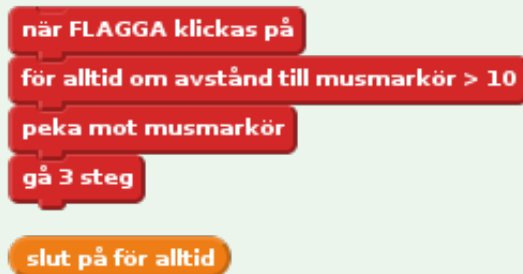 när FLAGGA klickas på
för alltid om avstånd till musmarkör > 10
peka mot musmarkör
gå 3 steg
slut på för alltid